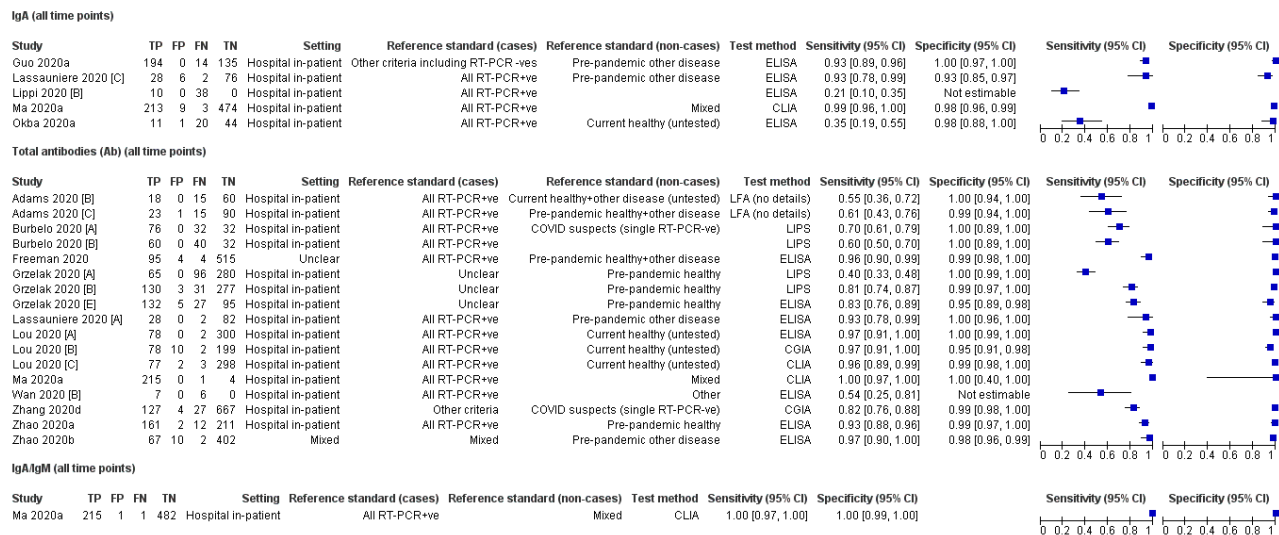 IgA (all time points)
Study TP FP FN TN Setting Reference standard (cases) Reference standard (non-cases) Test method Sensitivity (95% CI) Specificity (95% CI) Sensitivity (95% CI) Specificity (95% CI)
Guo 2020a 194 0 14 135 Hospital in-patient Other criteria including RT-PCR -ves Pre-pandemic other disease ELISA 0.93 [0.89, 0.96] 1.00 [0.97, 1.00]
Lassauniere 2020 [C] 28 6 2 76 Hospital in-patient All RT-PCR+ve Pre-pandemic other disease ELISA 0.93 [0.78, 0.99] 0.93 [0.85, 0.97]
Lippi 2020 [B] 10 0 38 0 Hospital in-patient All RT-PCR+ve ELISA 0.21 [0.10, 0.35] Not estimable
Ma 2020a 213 9 3 474 Hospital in-patient All RT-PCR+ve Mixed CLIA 0.99 [0.96, 1.00] 0.98 [0.96, 0.99]
Okba 2020a 11 1 20 44 Hospital in-patient All RT-PCR+ve Current healthy (untested) ELISA 0.35 [0.19, 0.55] 0.98 [0.88, 1.00]
0 0.2 0.4 0.6 0.8 1 0 0.2 0.4 0.6 0.8 1
Total antibodies (Ab) (all time points)
Study TP FP FN TN Setting Reference standard (cases) Reference standard (non-cases) Test method Sensitivity (95% CI) Specificity (95% CI) Sensitivity (95% CI) Specificity (95% CI)
Adams 2020 [B] 18 0 15 60 Hospital in-patient All RT-PCR+ve Current healthy+other disease (untested) LFA (no details) 0.55 [0.36, 0.72] 1.00 [0.94, 1.00]
Adams 2020 [C] 23 1 15 90 Hospital in-patient All RT-PCR+ve Pre-pandemic healthy+other disease LFA (no details) 0.61 [0.43, 0.76] 0.99 [0.94, 1.00]
Burbelo 2020 [A] 76 0 32 32 Hospital in-patient All RT-PCR+ve COVID suspects (single RT-PCR-ve) LIPS 0.70 [0.61, 0.79] 1.00 [0.89, 1.00]
Burbelo 2020 [B] 60 0 40 32 Hospital in-patient All RT-PCR+ve LIPS 0.60 [0.50, 0.70] 1.00 [0.89, 1.00]
Freeman 2020 95 4 4 515 Unclear All RT-PCR+ve Pre-pandemic healthy+other disease ELISA 0.96 [0.90, 0.99] 0.99 [0.98, 1.00]
Grzelak 2020 [A] 65 0 96 280 Hospital in-patient Unclear Pre-pandemic healthy LIPS 0.40 [0.33, 0.48] 1.00 [0.99, 1.00]
Grzelak 2020 [B] 130 3 31 277 Hospital in-patient Unclear Pre-pandemic healthy LIPS 0.81 [0.74, 0.87] 0.99 [0.97, 1.00]
Grzelak 2020 [E] 132 5 27 95 Hospital in-patient Unclear Pre-pandemic healthy ELISA 0.83 [0.76, 0.89] 0.95 [0.89, 0.98]
Lassauniere 2020 [A] 28 0 2 82 Hospital in-patient All RT-PCR+ve Pre-pandemic other disease ELISA 0.93 [0.78, 0.99] 1.00 [0.96, 1.00]
Lou 2020 [A] 78 0 2 300 Hospital in-patient All RT-PCR+ve Current healthy (untested) ELISA 0.97 [0.91, 1.00] 1.00 [0.99, 1.00]
Lou 2020 [B] 78 10 2 199 Hospital in-patient All RT-PCR+ve Current healthy (untested) CGIA 0.97 [0.91, 1.00] 0.95 [0.91, 0.98]
Lou 2020 [C] 77 2 3 298 Hospital in-patient All RT-PCR+ve Current healthy (untested) CLIA 0.96 [0.89, 0.99] 0.99 [0.98, 1.00]
Ma 2020a 215 0 1 4 Hospital in-patient All RT-PCR+ve Mixed CLIA 1.00 [0.97, 1.00] 1.00 [0.40, 1.00]
Wan 2020 [B] 7 0 6 0 Hospital in-patient All RT-PCR+ve Other ELISA 0.54 [0.25, 0.81] Not estimable
Zhang 2020d 127 4 27 667 Hospital in-patient Other criteria COVID suspects (single RT-PCR-ve) CGIA 0.82 [0.76, 0.88] 0.99 [0.98, 1.00]
Zhao 2020a 161 2 12 211 Hospital in-patient All RT-PCR+ve Pre-pandemic healthy ELISA 0.93 [0.88, 0.96] 0.99 [0.97, 1.00]
Zhao 2020b 67 10 2 402 Mixed Mixed Pre-pandemic other disease ELISA 0.97 [0.90, 1.00] 0.98 [0.96, 0.99]
0 0.2 0.4 0.6 0.8 1 0 0.2 0.4 0.6 0.8 1
IgA/IgM (all time points)
Study TP FP FN TN Setting Reference standard (cases) Reference standard (non-cases) Test method Sensitivity (95% CI) Specificity (95% CI) Sensitivity (95% CI) Specificity (95% CI)
Ma 2020a 215 1 1 482 Hospital in-patient All RT-PCR+ve Mixed CLIA 1.00 [0.97, 1.00] 1.00 [0.99, 1.00]
0 0.2 0.4 0.6 0.8 1 0 0.2 0.4 0.6 0.8 1